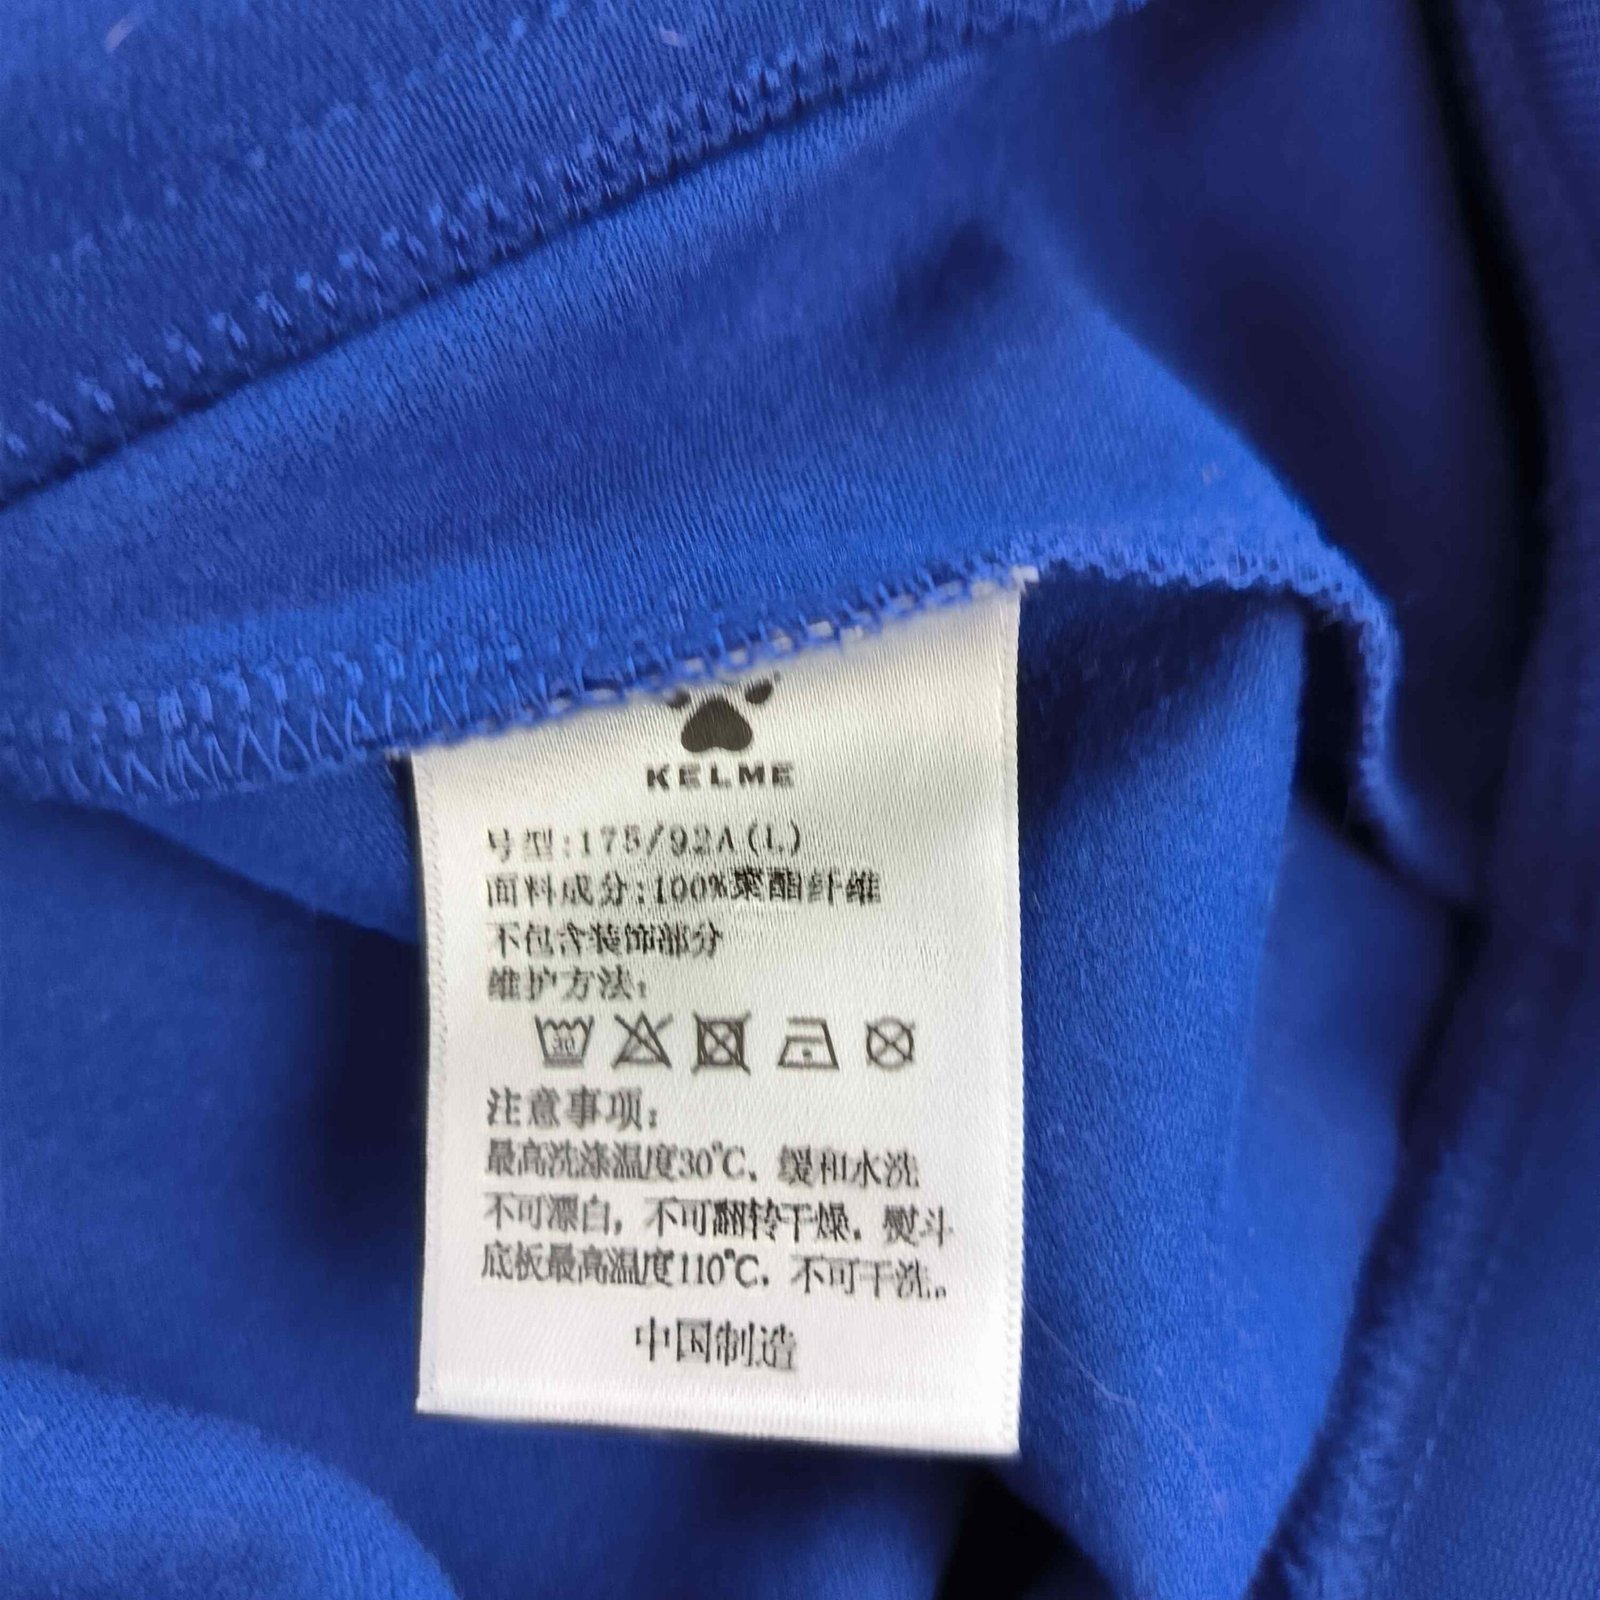 KELME
号型:175/92A(L)
面料成分:100%聚酯纤维
不包含装饰部分
维护方法:
注意事项:
最高洗涤温度30℃，缓和水洗
不可漂白，不可翻转干燥，熨斗
底板最高温度110℃，不可干洗。
中国制造